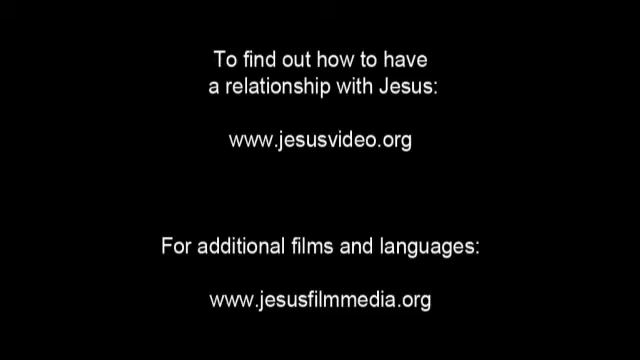 To find out how to have
a relationship with Jesus:
www.jesusvideo.org
For additional films and languages:
www.jesusfilmmedia.org